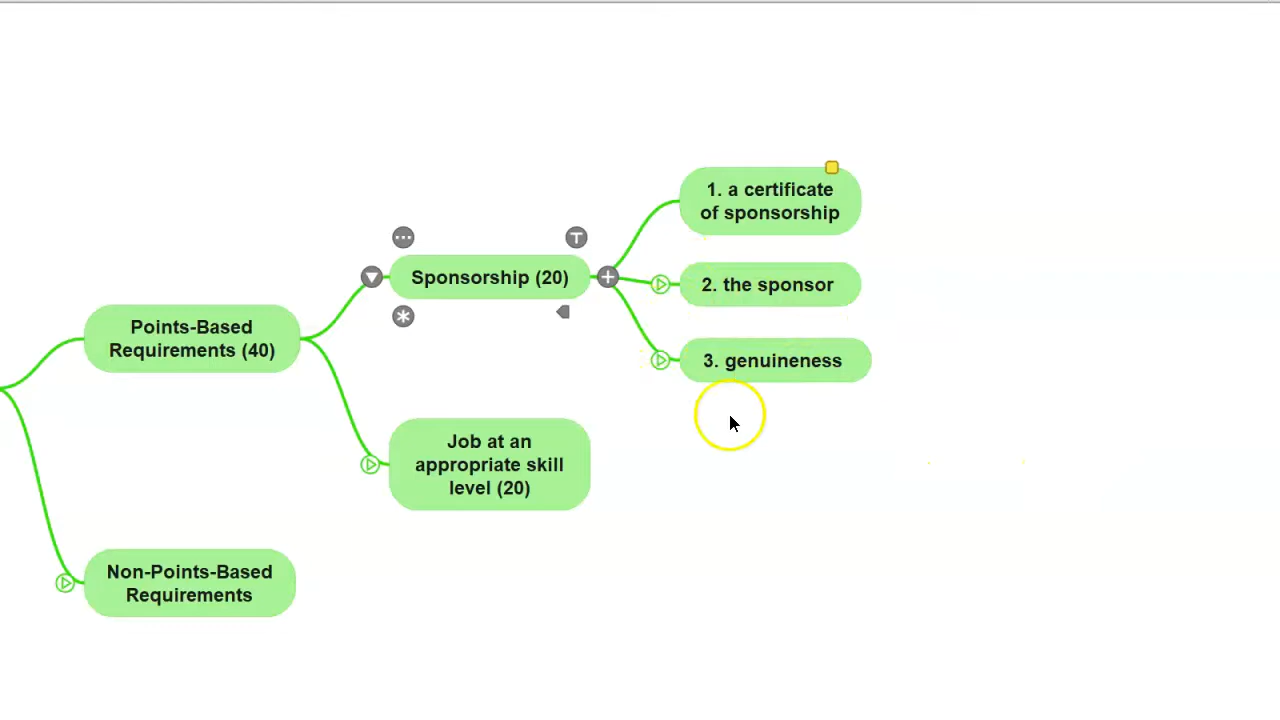 1. a certificate
of sponsorship
Sponsorship (20)
2. the sponsor
Points-Based
Requirements (40)
3. genuineness
Job at an
appropriate skill
level (20)
Non-Points-Based
Requirements